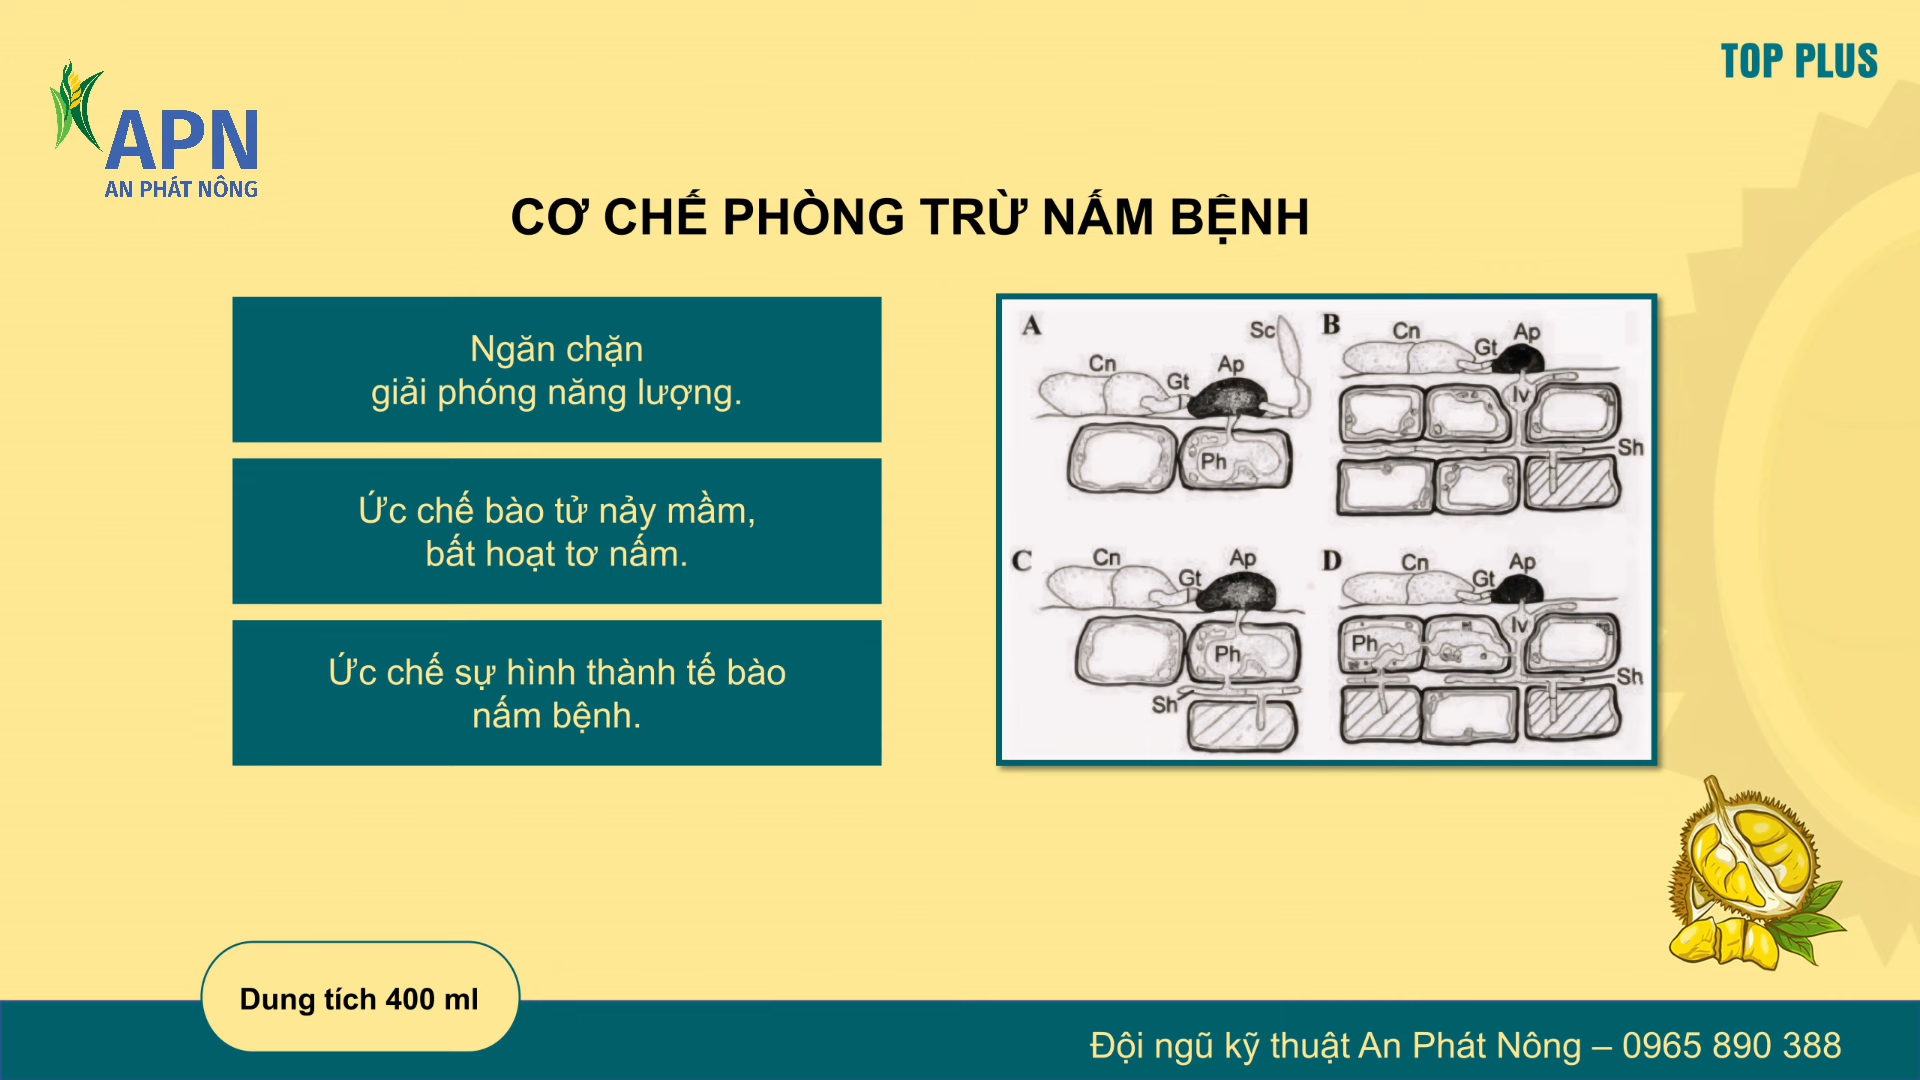 TOP PLUS
APN
AN PHÁT NÔNG
CƠ CHẾ PHÒNG TRỪ NẤM BỆNH
Ngăn chặn
giải phóng năng lượng.
Ức chế bào tử nảy mầm,
bất hoạt tơ nấm.
Ức chế sự hình thành tế bào
nấm bệnh.
A
Sc
Cn
Gt
Ap
Ph
B
Cn
Gt
Ap
Iv
Sh
C
Cn
Gt
Ap
Ph
Sh
D
Cn
Gt
Ap
Ph
Iv
Sh
Dung tích 400 ml
Đội ngũ kỹ thuật An Phát Nông – 0965 890 388